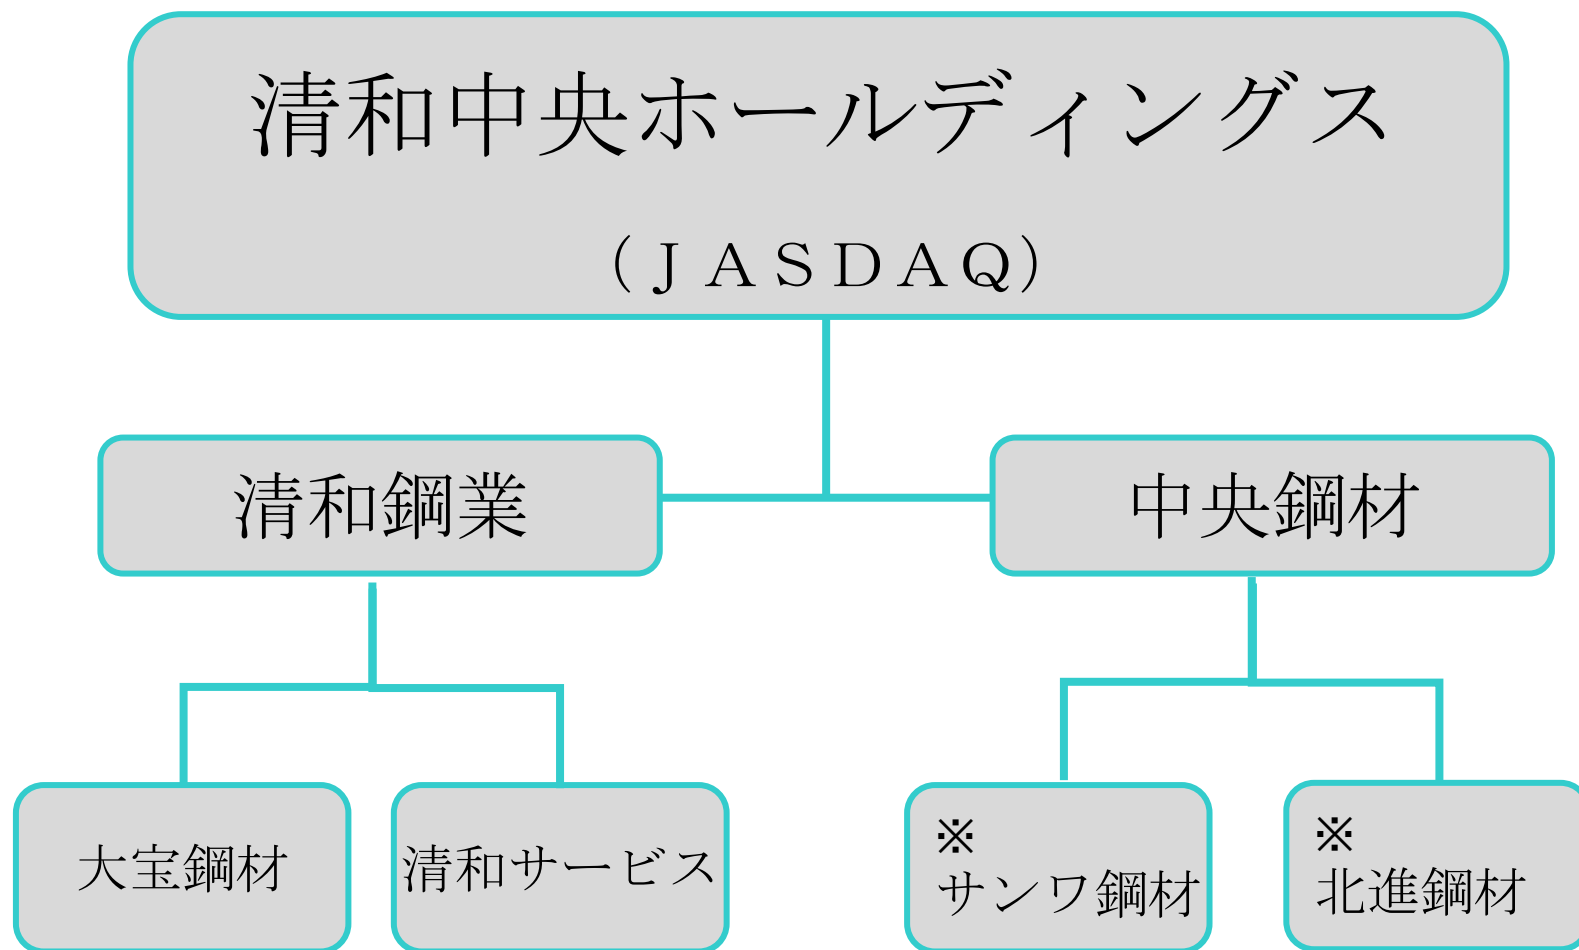 清和中央ホールディングス
（ＪＡＳＤＡＱ）
清和鋼業
中央鋼材
大宝鋼材
清和サービス
※
サンワ鋼材
※
北進鋼材